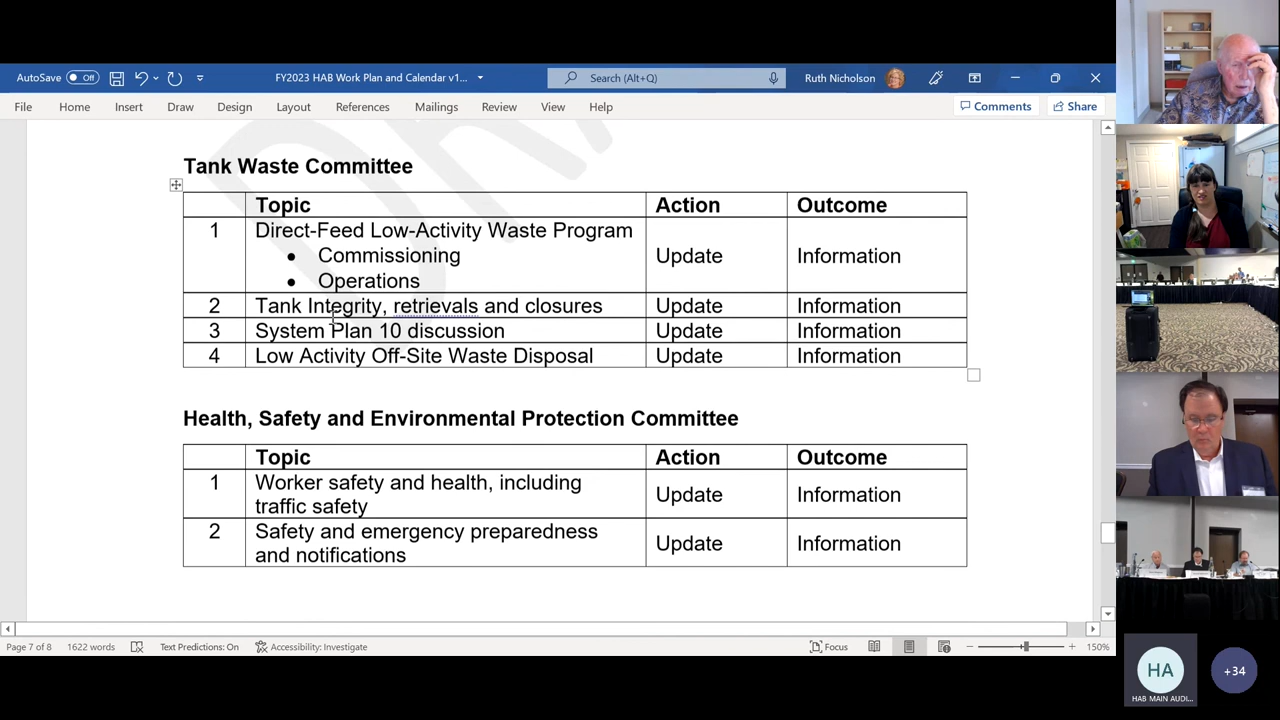 AutoSave Off FY2023 HAB Work Plan and Calendar v1... Search (Alt+Q) Ruth Nicholson
File Home Insert Draw Design Layout References Mailings Review View Help Comments Share
DRA
Tank Waste Committee
Topic Action Outcome
1 Direct-Feed Low-Activity Waste Program
• Commissioning Update Information
• Operations
2 Tank Integrity, retrievals and closures Update Information
3 System Plan 10 discussion Update Information
4 Low Activity Off-Site Waste Disposal Update Information
Health, Safety and Environmental Protection Committee
Topic Action Outcome
1 Worker safety and health, including
traffic safety Update Information
2 Safety and emergency preparedness
and notifications Update Information
Page 7 of 8 1622 words Text Predictions: On Accessibility: Investigate Focus 150%
HA
HAB MAIN AUDI...
+34